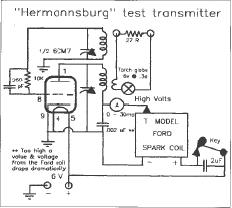 "Hermannsburg" test transmitter
1/2 6CM7
27 R
250 pF
10K
1
Torch globe
6v @ .3a
8
High Volts
0 - 30ma
9
4
5
T MODEL
FORD
SPARK COIL
.002 uF **
Key
** Too high a
value & voltage
from the Ford coil
drops dramatically
2uF
6 V